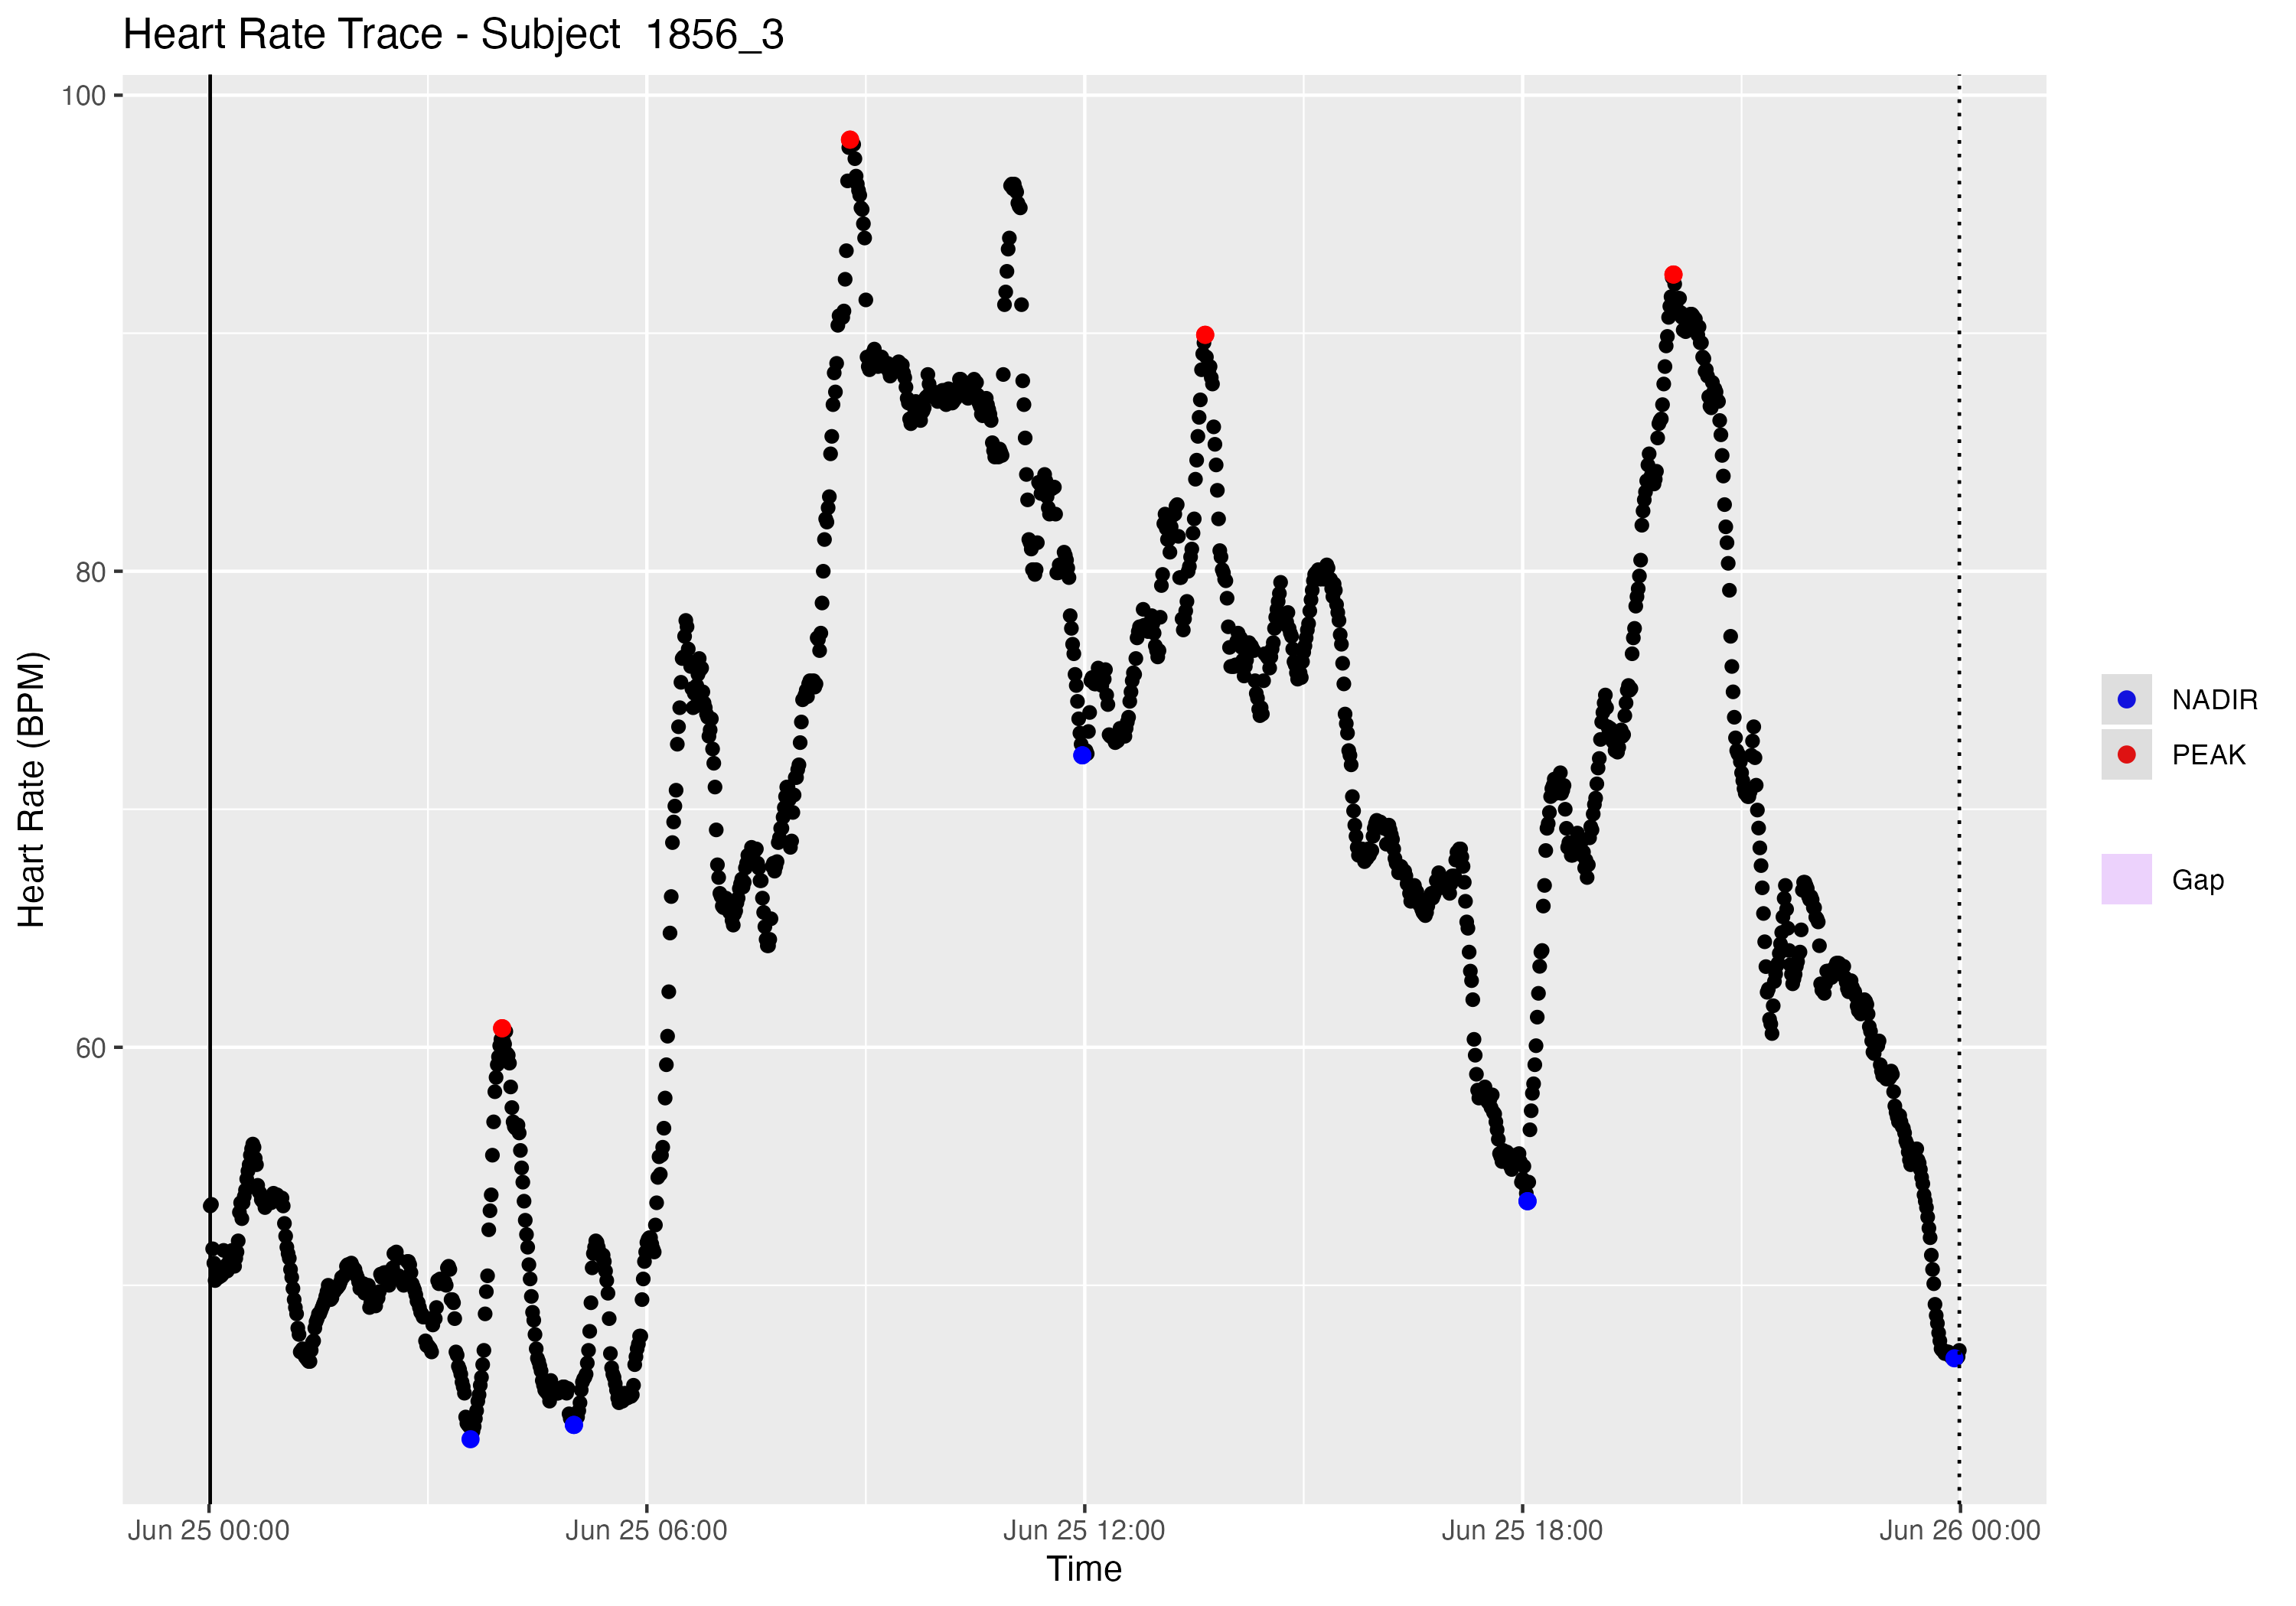 Heart Rate Trace - Subject  1856_3
100
80
60
Heart Rate (BPM)
Jun 25 00:00
Jun 25 06:00
Jun 25 12:00
Jun 25 18:00
Jun 26 00:00
Time
NADIR
PEAK
Gap